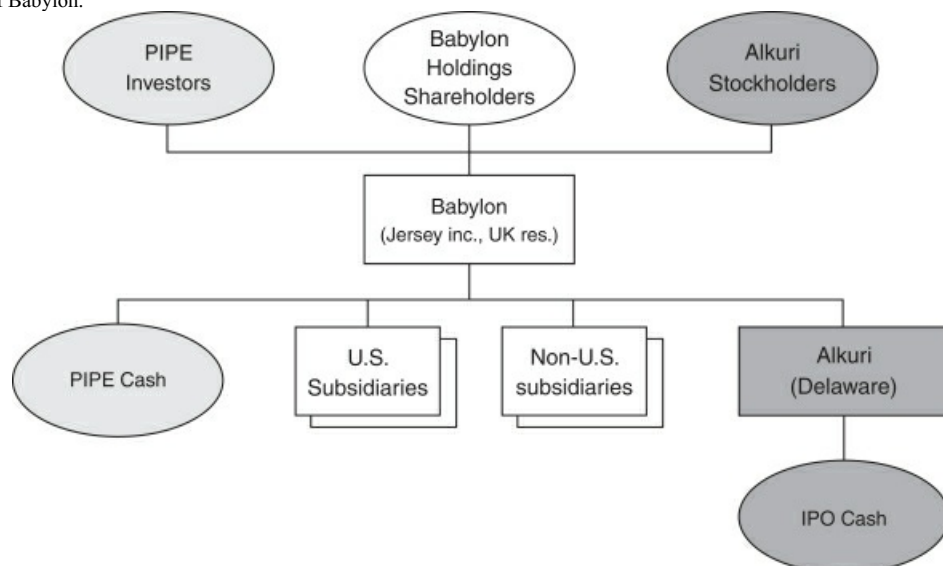 Babylon.
PIPE
Investors
Babylon
Holdings
Shareholders
Alkuri
Stockholders
Babylon
(Jersey inc., UK res.)
PIPE Cash
U.S.
Subsidiaries
Non-U.S.
subsidiaries
Alkuri
(Delaware)
IPO Cash